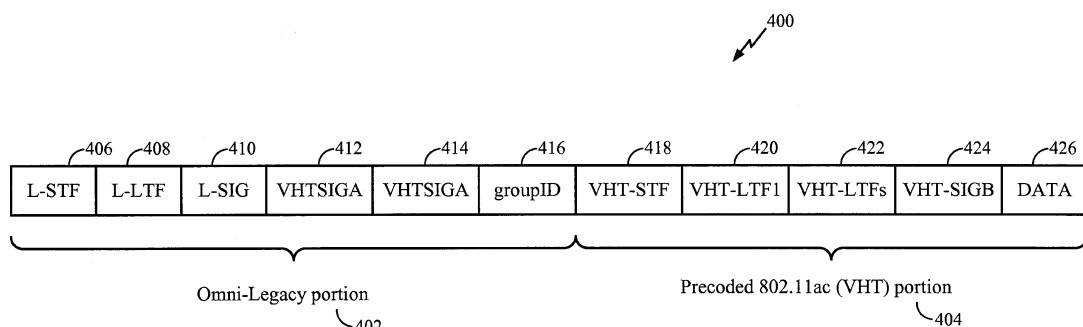 400
406 408 410 412 414 416 418 420 422 424 426
L-STF L-LTF L-SIG VHTSIGA VHTSIGA groupID VHT-STF VHT-LTF1 VHT-LTFs VHT-SIGB DATA
Omni-Legacy portion Precoded 802.11ac (VHT) portion
402 404